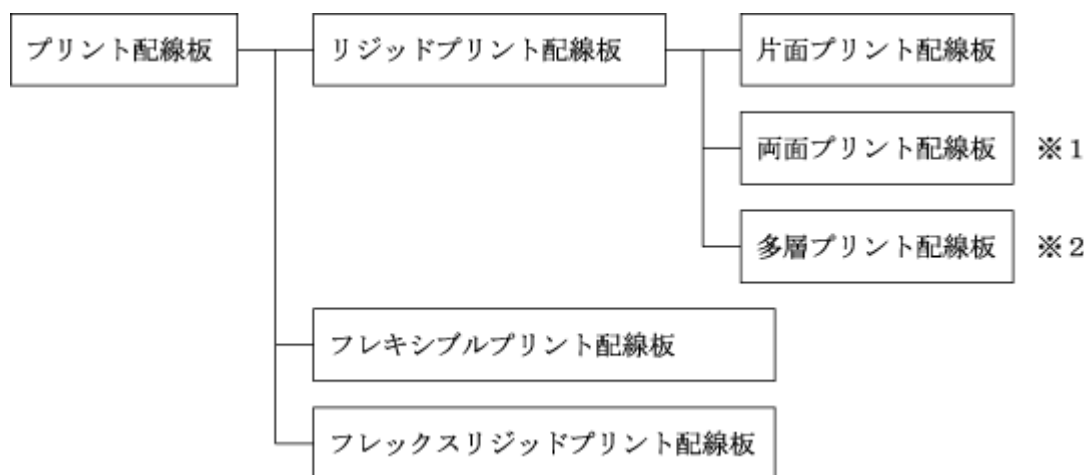 プリント配線板
リジッドプリント配線板
片面プリント配線板
両面プリント配線板 ※1
多層プリント配線板 ※2
フレキシブルプリント配線板
フレックスリジッドプリント配線板